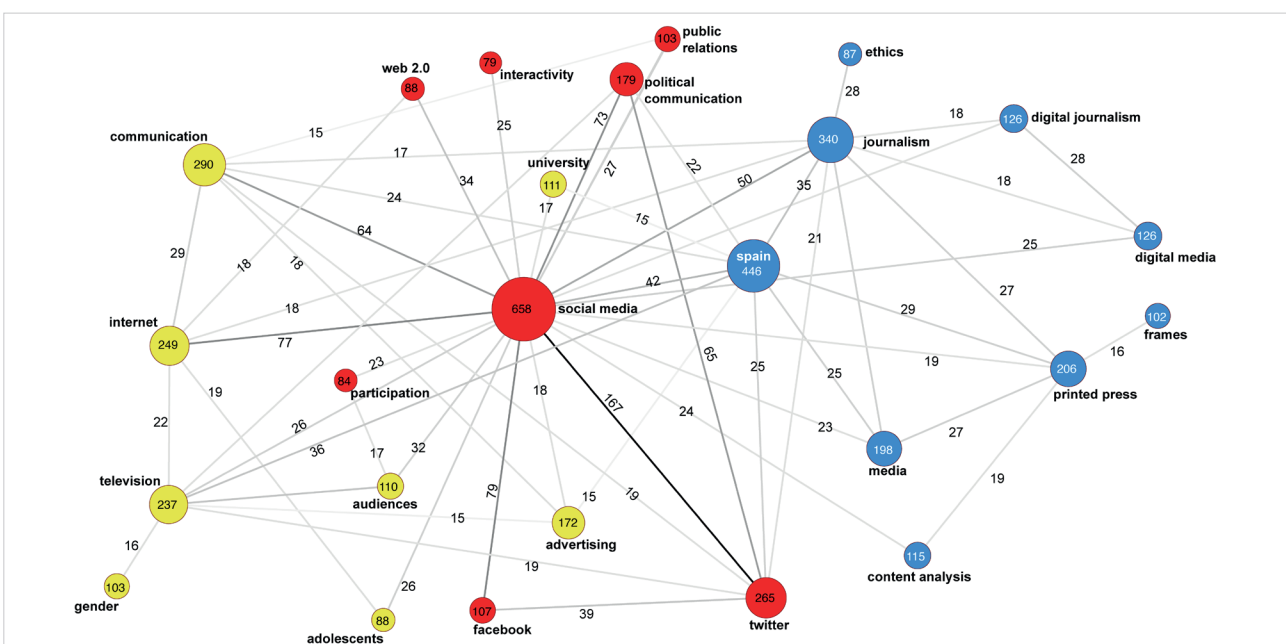 103
public
relations
ethics
87
79
interactivity
web 2.0
88
179
political
communication
73
28
18
126
digital journalism
communication
15
25
340
journalism
290
17
27
22
28
university
111
34
50
35
18
24
17
15
126
digital media
64
29
18
18
21
25
spain
446
42
658
social media
27
102
frames
internet
249
18
77
29
16
23
65
19
206
printed press
84
participation
19
18
25
25
22
26
167
24
23
27
36
17
32
198
media
television
237
110
audiences
79
19
15
19
15
172
advertising
16
19
26
115
content analysis
103
gender
88
adolescents
107
facebook
39
265
twitter